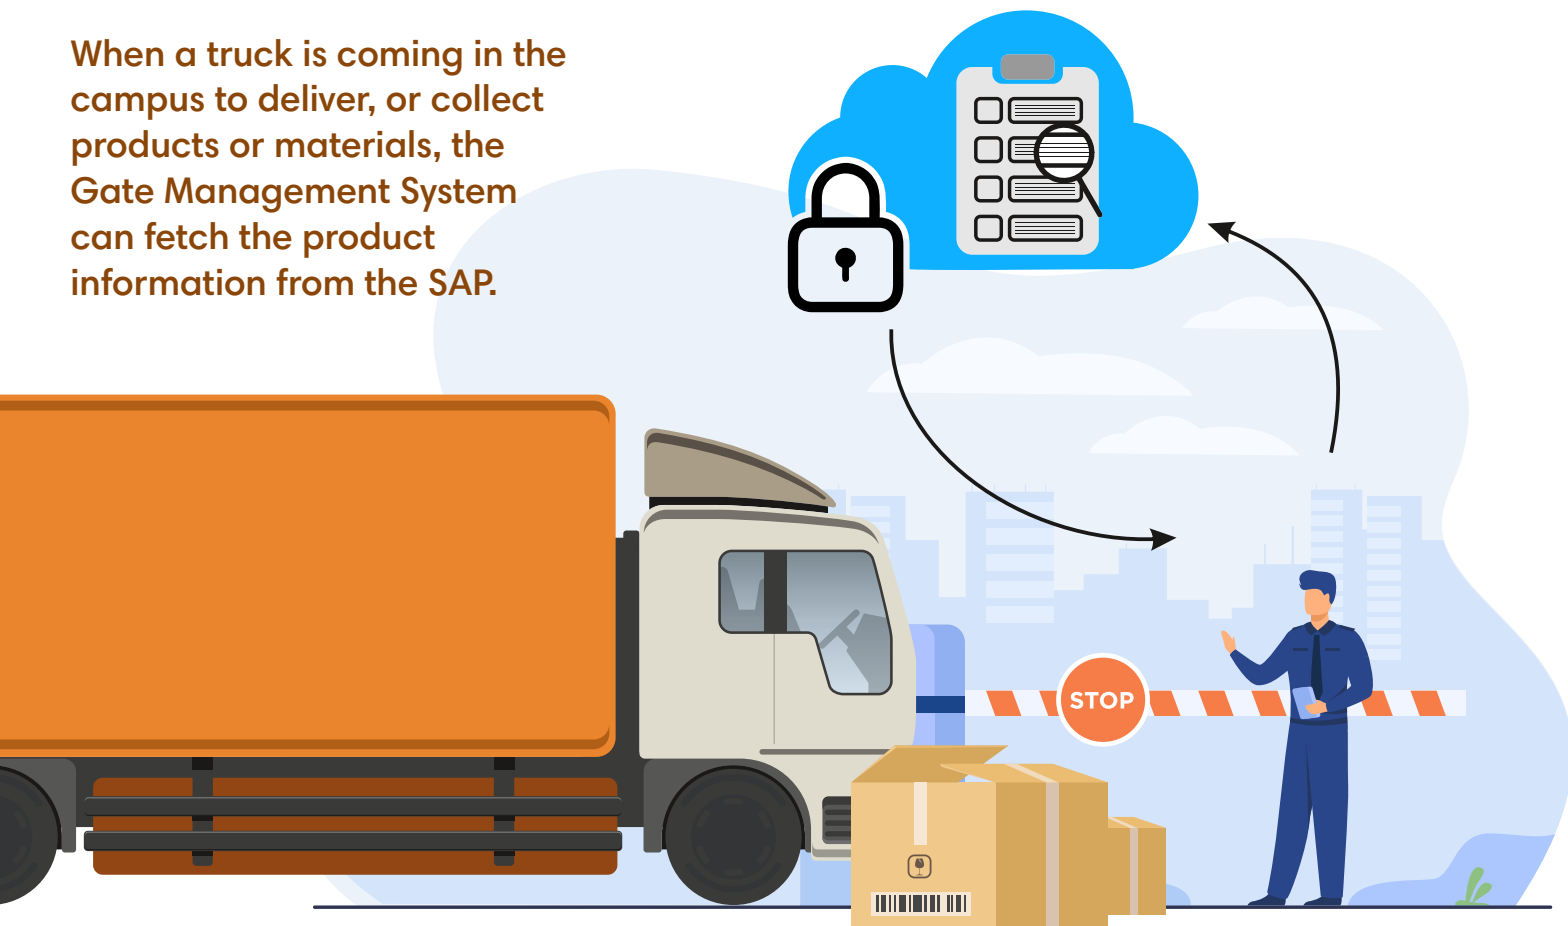 When a truck is coming in the
campus to deliver, or collect
products or materials, the
Gate Management System
can fetch the product
information from the SAP.
STOP